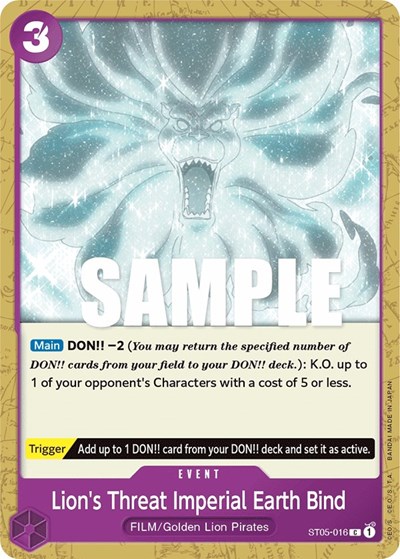 3
SAMPLE
Main DON!! −2 (You may return the specified number of
DON!! cards from your field to your DON!! deck.): K.O. up to
1 of your opponent's Characters with a cost of 5 or less.
Trigger Add up to 1 DON!! card from your DON!! deck and set it as active.
EVENT
Lion's Threat Imperial Earth Bind
FILM/Golden Lion Pirates
ST05-016 C 1
BANDAI MADE IN JAPAN